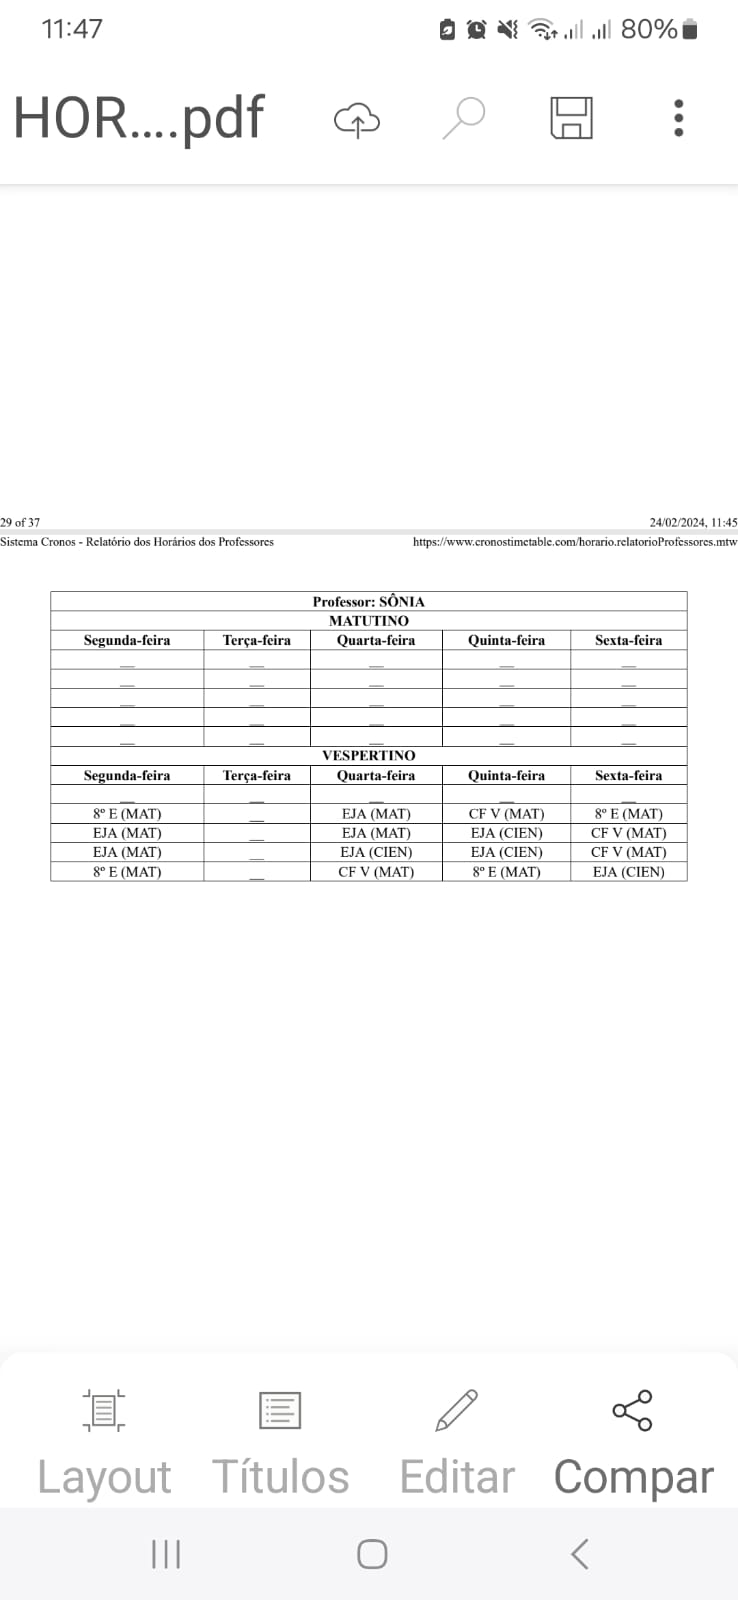 11:47 80%
HOR....pdf
29 of 37 24/02/2024, 11:45
Sistema Cronos - Relatório dos Horários dos Professores https://www.cronostimetable.com/horario.relatorioProfessores.mtw
Professor: SÔNIA
MATUTINO
Segunda-feira Terça-feira Quarta-feira Quinta-feira Sexta-feira
__ __ __ __ __
__ __ __ __ __
__ __ __ __ __
__ __ __ __ __
__ __ __ __ __
VESPERTINO
Segunda-feira Terça-feira Quarta-feira Quinta-feira Sexta-feira
__ __ __ __ __
8º E (MAT) __ EJA (MAT) CF V (MAT) 8º E (MAT)
EJA (MAT) __ EJA (MAT) EJA (CIEN) CF V (MAT)
EJA (MAT) __ EJA (CIEN) EJA (CIEN) CF V (MAT)
8º E (MAT) __ CF V (MAT) 8º E (MAT) EJA (CIEN)
Layout Títulos Editar Compar